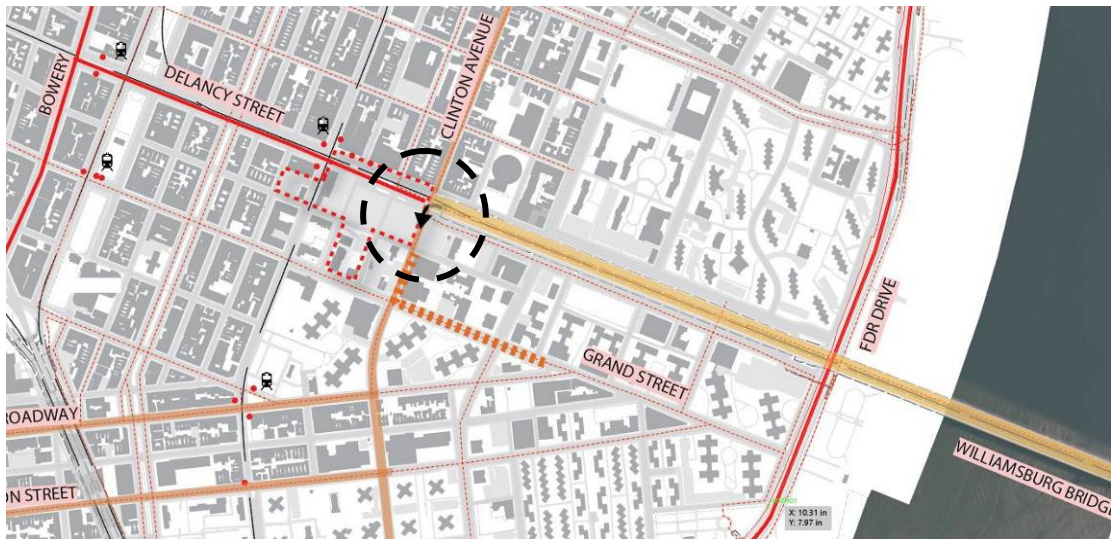 BOWERY
DELANCY STREET
CLINTON AVENUE
FDR DRIVE
GRAND STREET
ROADWAY
ON STREET
WILLIAMSBURG BRIDGE
X: 10.31 in
Y: 7.97 in